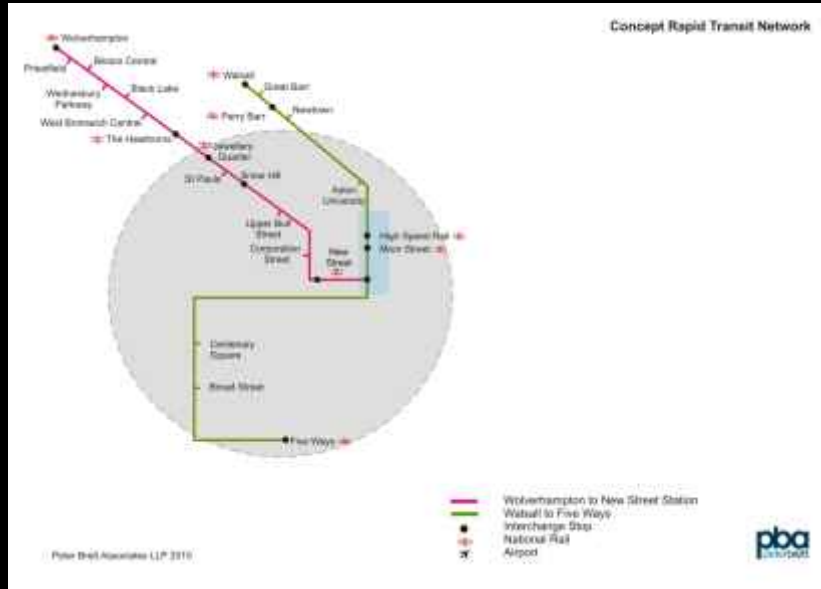 Concept Rapid Transit Network
Wolverhampton
Priestfield
Bilston Central
Wednesbury
Parkway
Black Lake
West Bromwich Central
The Hawthorns
Jewellery
Quarter
St Pauls
Snow Hill
Upper Bull
Street
Corporation
Street
New
Street
Walsall
Great Barr
Perry Barr
Newtown
Aston
University
High Speed Rail
Moor Street
Centenary
Square
Broad Street
Five Ways
Wolverhampton to New Street Station
Walsall to Five Ways
Interchange Stop
National Rail
Airport
Peter Brett Associates LLP 2010
pba
peterbrett